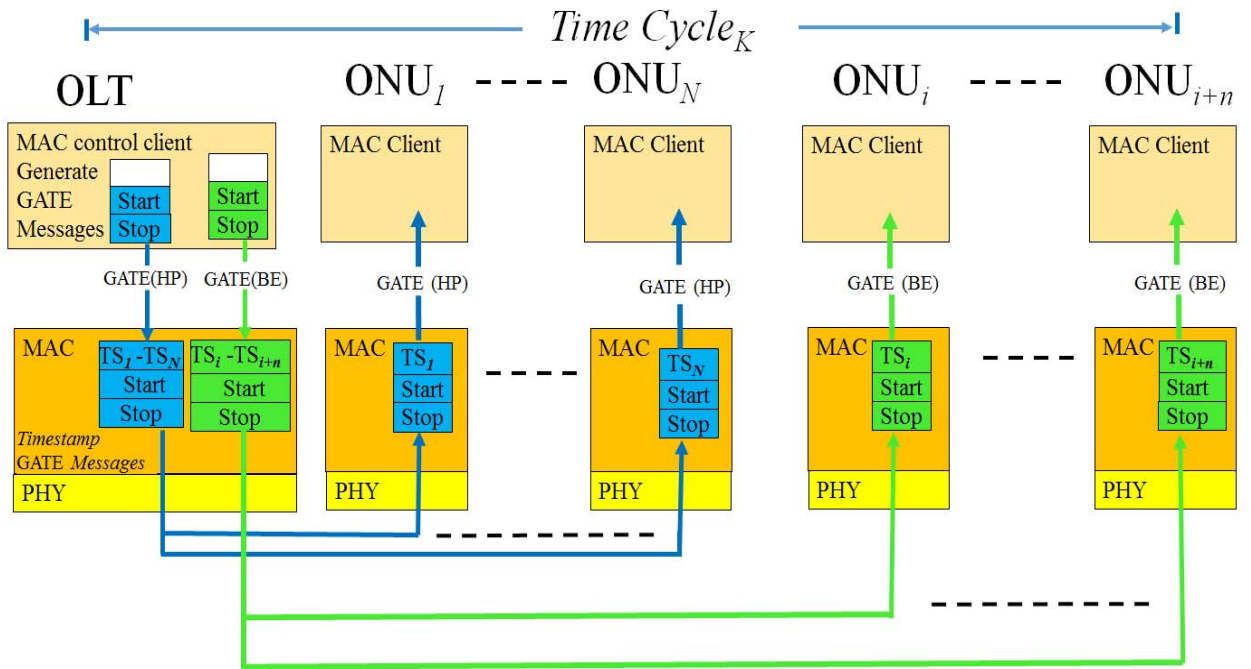 Time Cycle_K
OLT
ONU_1
ONU_N
ONU_i
ONU_{i+n}
MAC control client
Generate
GATE
Messages
Start
Stop
Start
Stop
MAC Client
MAC Client
MAC Client
MAC Client
GATE(HP)
GATE(BE)
GATE (HP)
GATE (HP)
GATE (BE)
GATE (BE)
MAC
TS_1-TS_N
Start
Stop
TS_i-TS_{i+n}
Start
Stop
Timestamp
GATE Messages
PHY
MAC
TS_1
Start
Stop
PHY
MAC
TS_N
Start
Stop
PHY
MAC
TS_i
Start
Stop
PHY
MAC
TS_{i+n}
Start
Stop
PHY